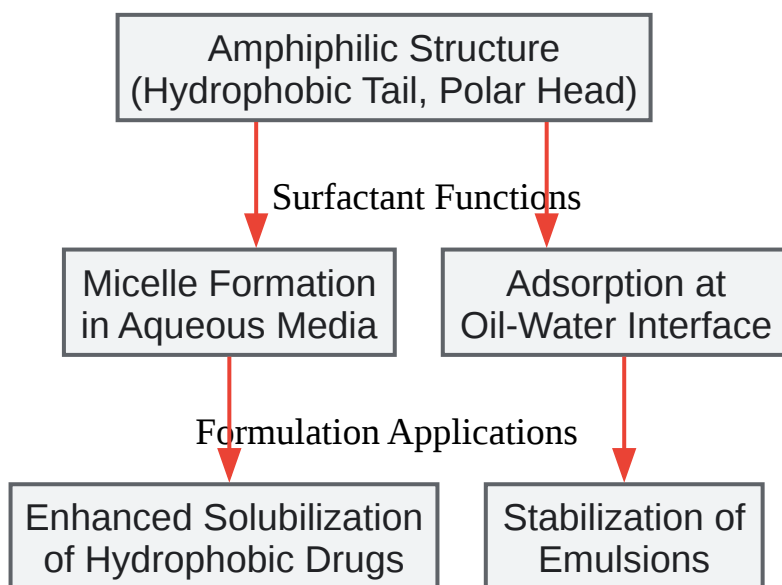 Amphiphilic Structure
(Hydrophobic Tail, Polar Head)
Surfactant Functions
Micelle Formation
in Aqueous Media
Adsorption at
Oil-Water Interface
Formulation Applications
Enhanced Solubilization
of Hydrophobic Drugs
Stabilization of
Emulsions